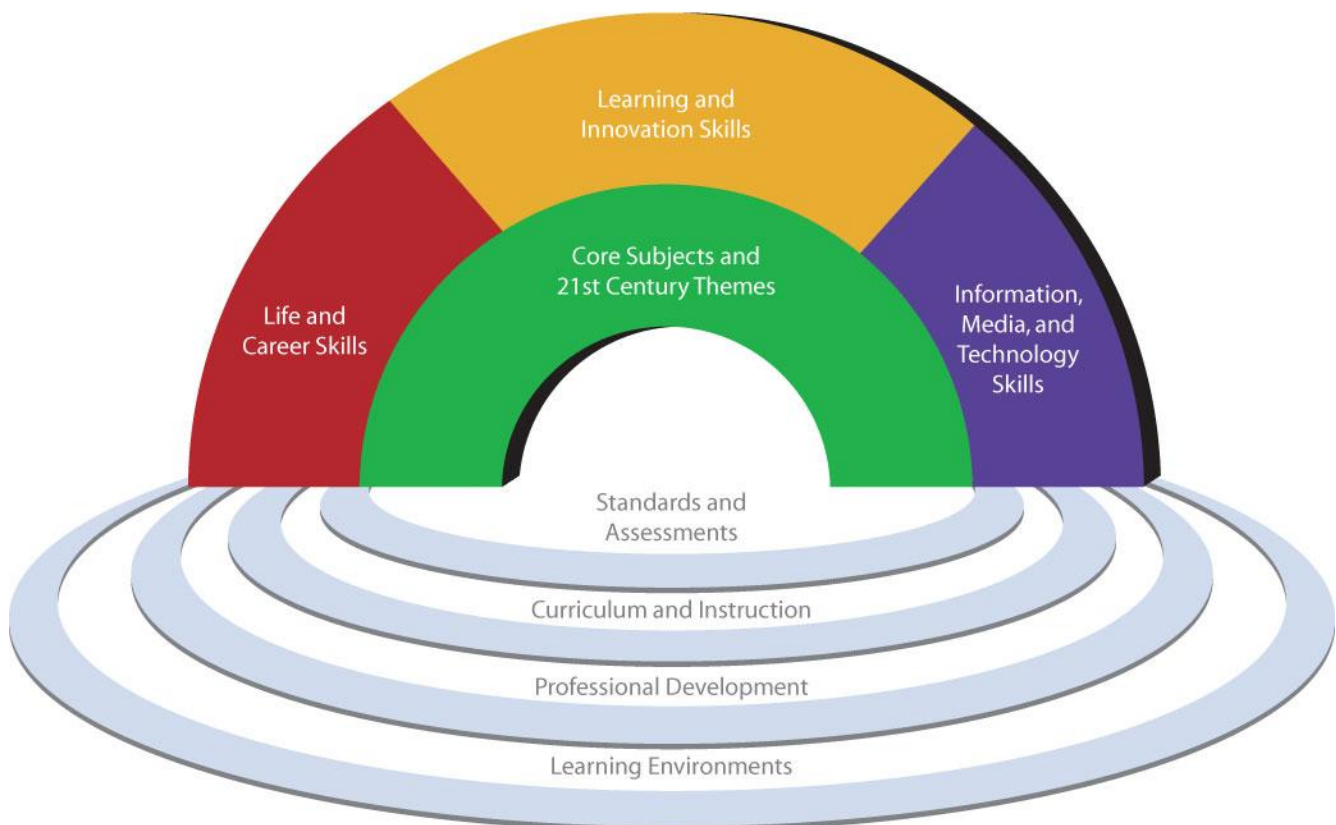 Learning and
Innovation Skills
Core Subjects and
21st Century Themes
Life and
Career Skills
Information,
Media, and
Technology
Skills
Standards and
Assessments
Curriculum and Instruction
Professional Development
Learning Environments